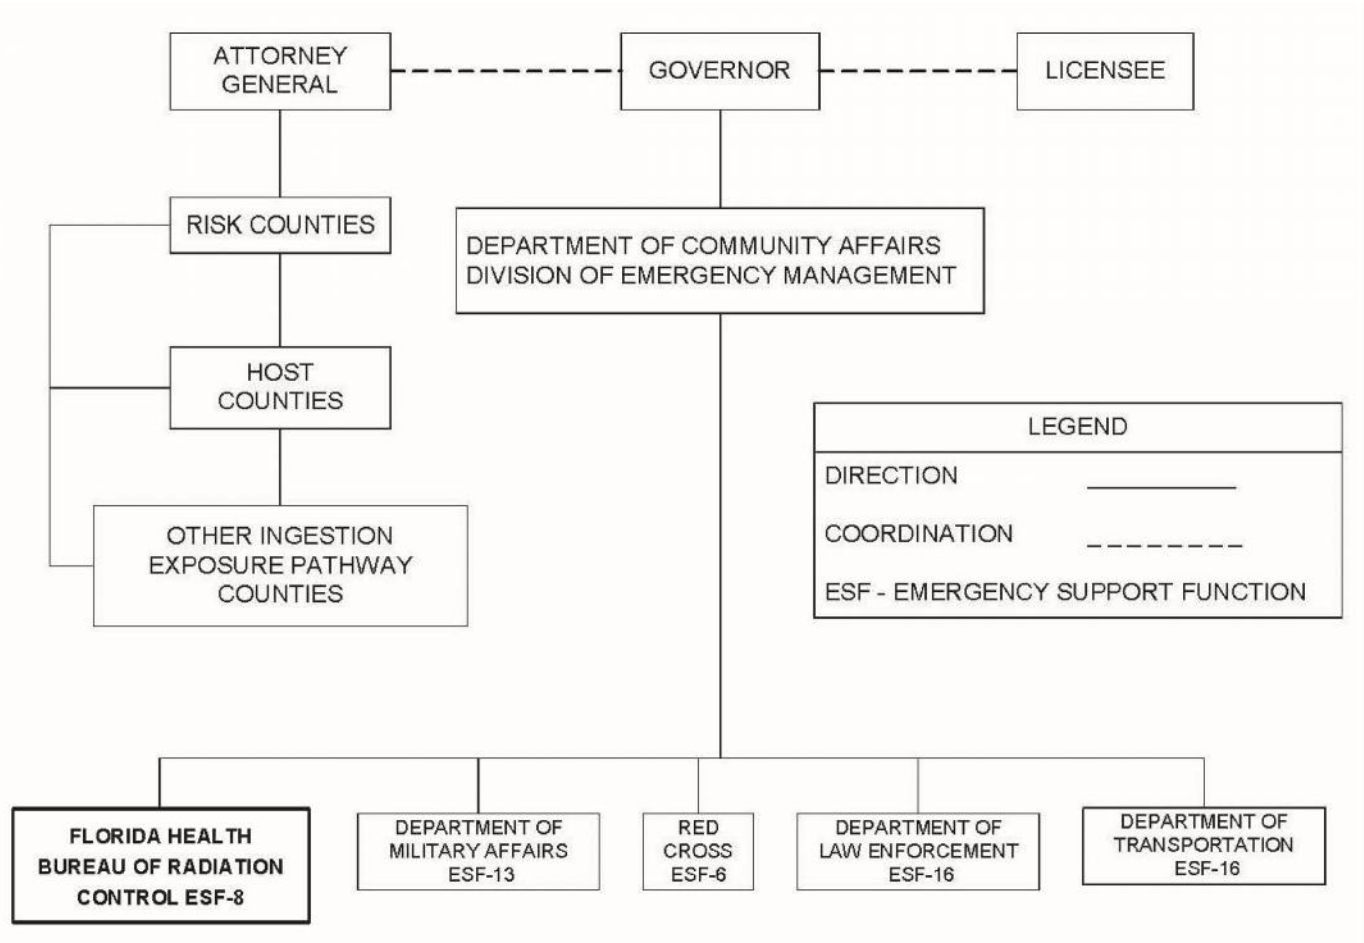 ATTORNEY
GENERAL
GOVERNOR
LICENSEE
RISK COUNTIES
DEPARTMENT OF COMMUNITY AFFAIRS
DIVISION OF EMERGENCY MANAGEMENT
HOST
COUNTIES
LEGEND
DIRECTION
COORDINATION
ESF - EMERGENCY SUPPORT FUNCTION
OTHER INGESTION
EXPOSURE PATHWAY
COUNTIES
FLORIDA HEALTH
BUREAU OF RADIATION
CONTROL ESF-8
DEPARTMENT OF
MILITARY AFFAIRS
ESF-13
RED
CROSS
ESF-6
DEPARTMENT OF
LAW ENFORCEMENT
ESF-16
DEPARTMENT OF
TRANSPORTATION
ESF-16